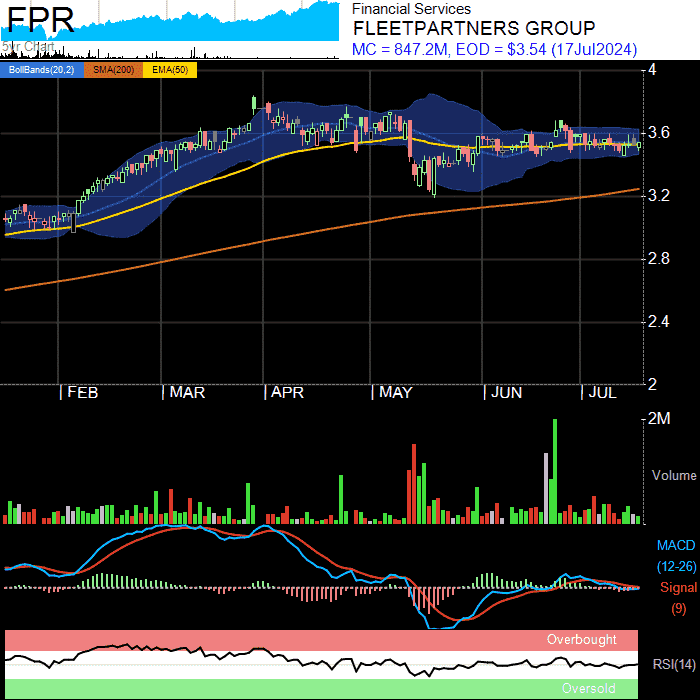 FPR
5yr Chart
Financial Services
FLEETPARTNERS GROUP
MC = 847.2M, EOD = $3.54 (17Jul2024)
BollBands(20,2) SMA(200) EMA(50)
4
3.6
3.2
2.8
2.4
2
FEB MAR APR MAY JUN JUL
2M
Volume
MACD
(12-26)
Signal
(9)
Overbought
RSI(14)
Oversold